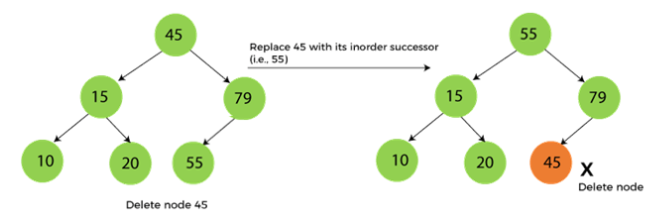 45
Replace 45 with its inorder successor
(i.e., 55)
55
15
79
15
79
10
20
55
10
20
45
X
Delete node
Delete node 45